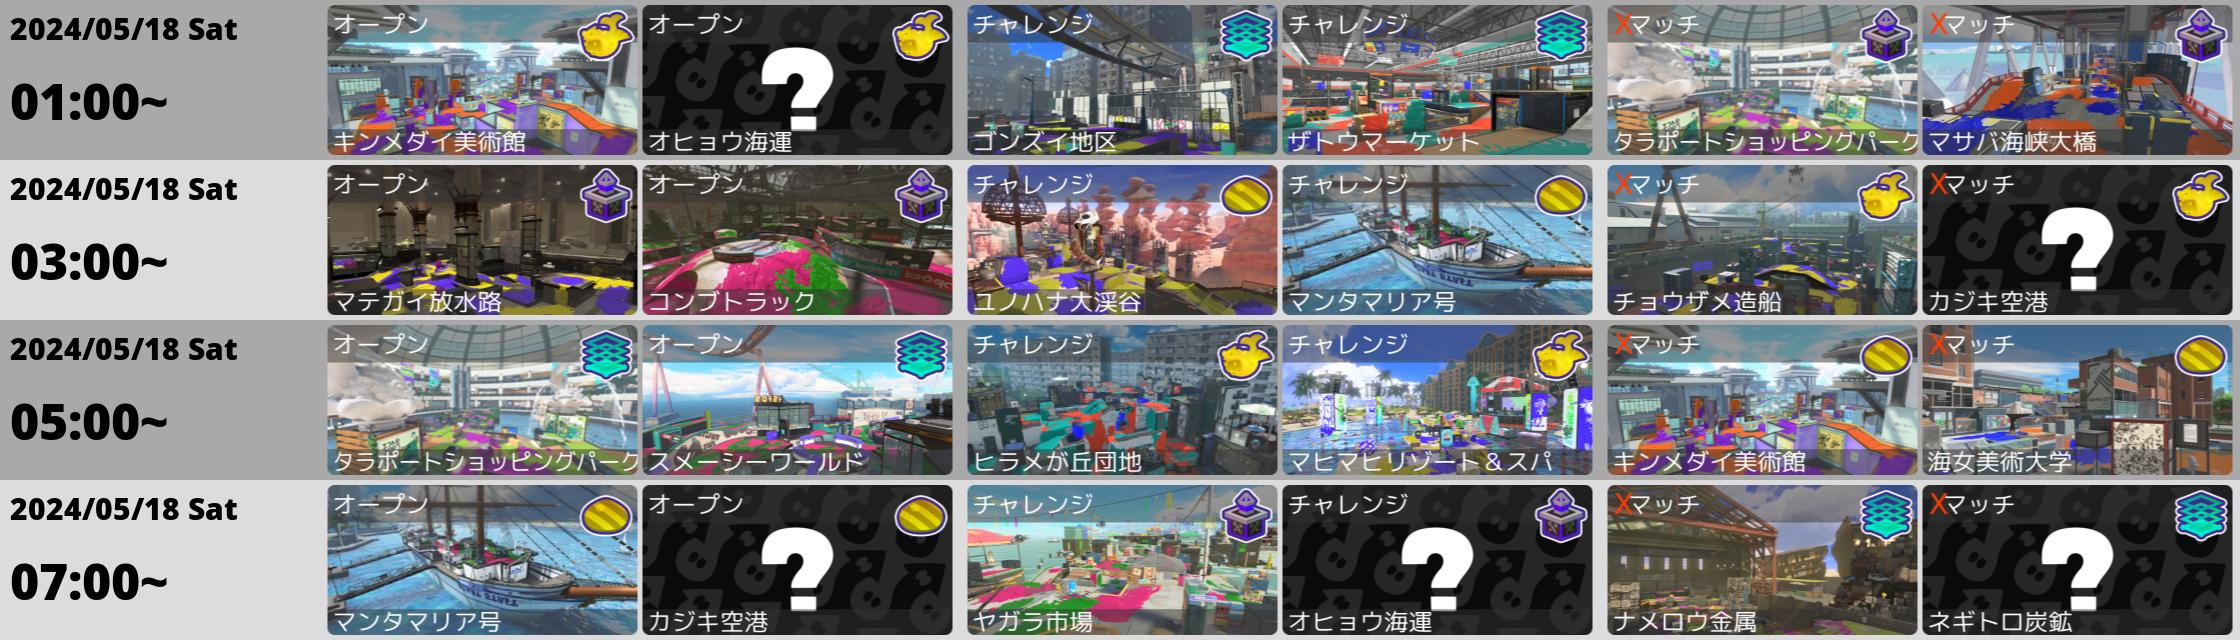 2024/05/18 Sat
01:00~
オープン
キンメダイ美術館
オープン
?
オヒョウ海運
チャレンジ
ゴンズイ地区
チャレンジ
ザトウマーケット
Xマッチ
タラポートショッピングパーク
Xマッチ
マサバ海峡大橋
2024/05/18 Sat
03:00~
オープン
マテガイ放水路
オープン
コンブトラック
チャレンジ
ユノハナ大渓谷
チャレンジ
マンタマリア号
Xマッチ
チョウザメ造船
Xマッチ
?
カジキ空港
2024/05/18 Sat
05:00~
オープン
タラポートショッピングパーク
オープン
スメーシーワールド
チャレンジ
ヒラメが丘団地
チャレンジ
マヒマヒリゾート＆スパ
Xマッチ
キンメダイ美術館
Xマッチ
海女美術大学
2024/05/18 Sat
07:00~
オープン
マンタマリア号
オープン
?
カジキ空港
チャレンジ
ヤガラ市場
チャレンジ
?
オヒョウ海運
Xマッチ
ナメロウ金属
Xマッチ
?
ネギトロ炭鉱